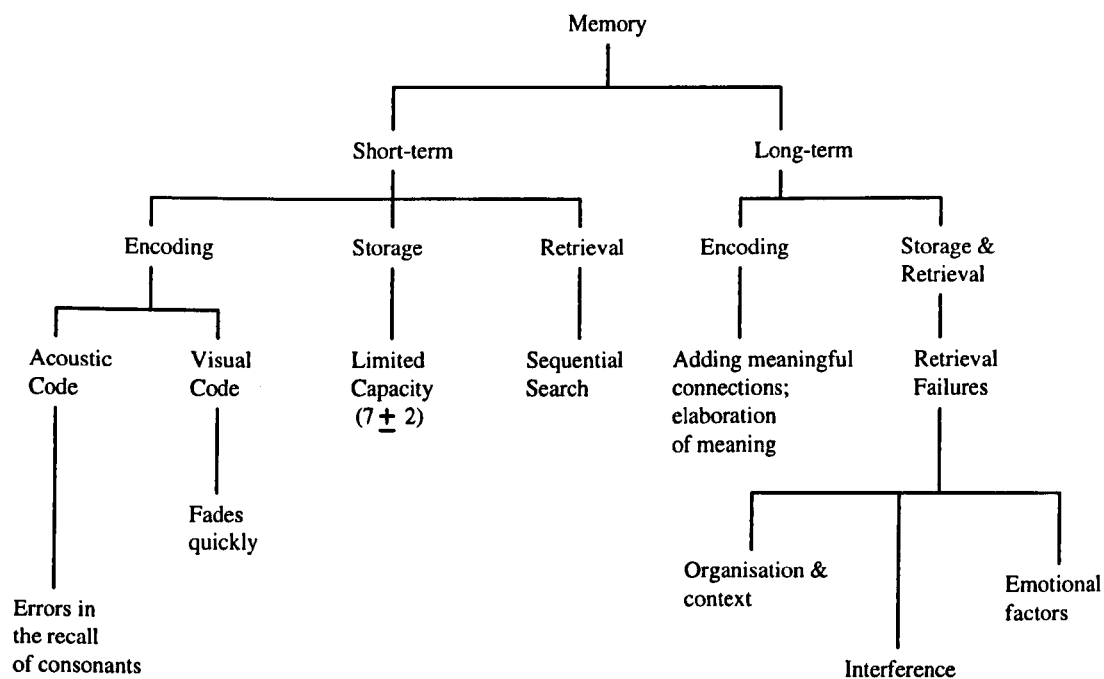 Memory
Short-term
Long-term
Encoding
Storage
Retrieval
Encoding
Storage &
Retrieval
Acoustic
Code
Visual
Code
Limited
Capacity
(7 ± 2)
Sequential
Search
Adding meaningful
connections;
elaboration
of meaning
Retrieval
Failures
Fades
quickly
Organisation &
context
Emotional
factors
Errors in
the recall
of consonants
Interference